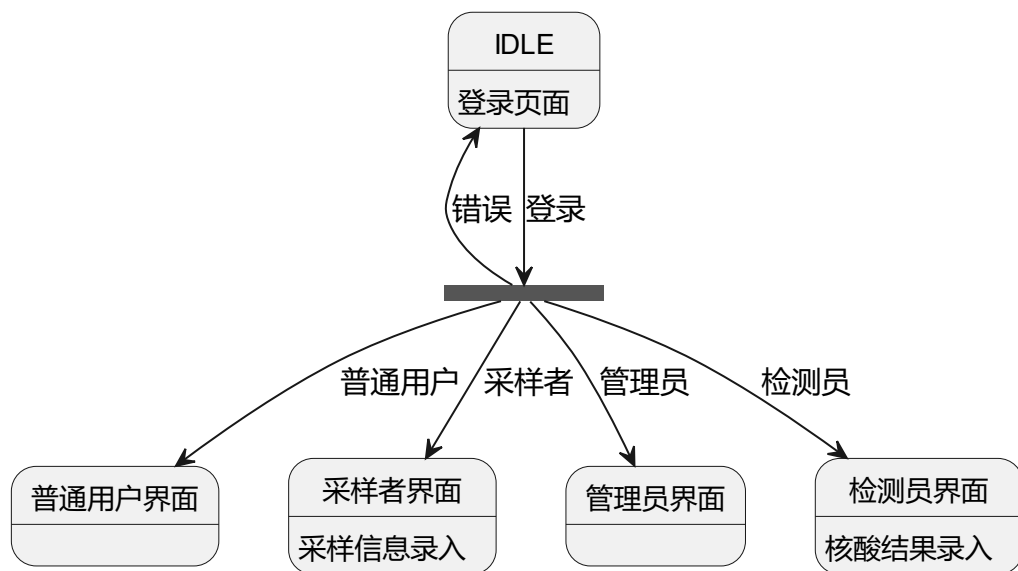 IDLE
登录页面
错误
登录
普通用户
采样者
管理员
检测员
普通用户界面
采样者界面
采样信息录入
管理员界面
检测员界面
核酸结果录入